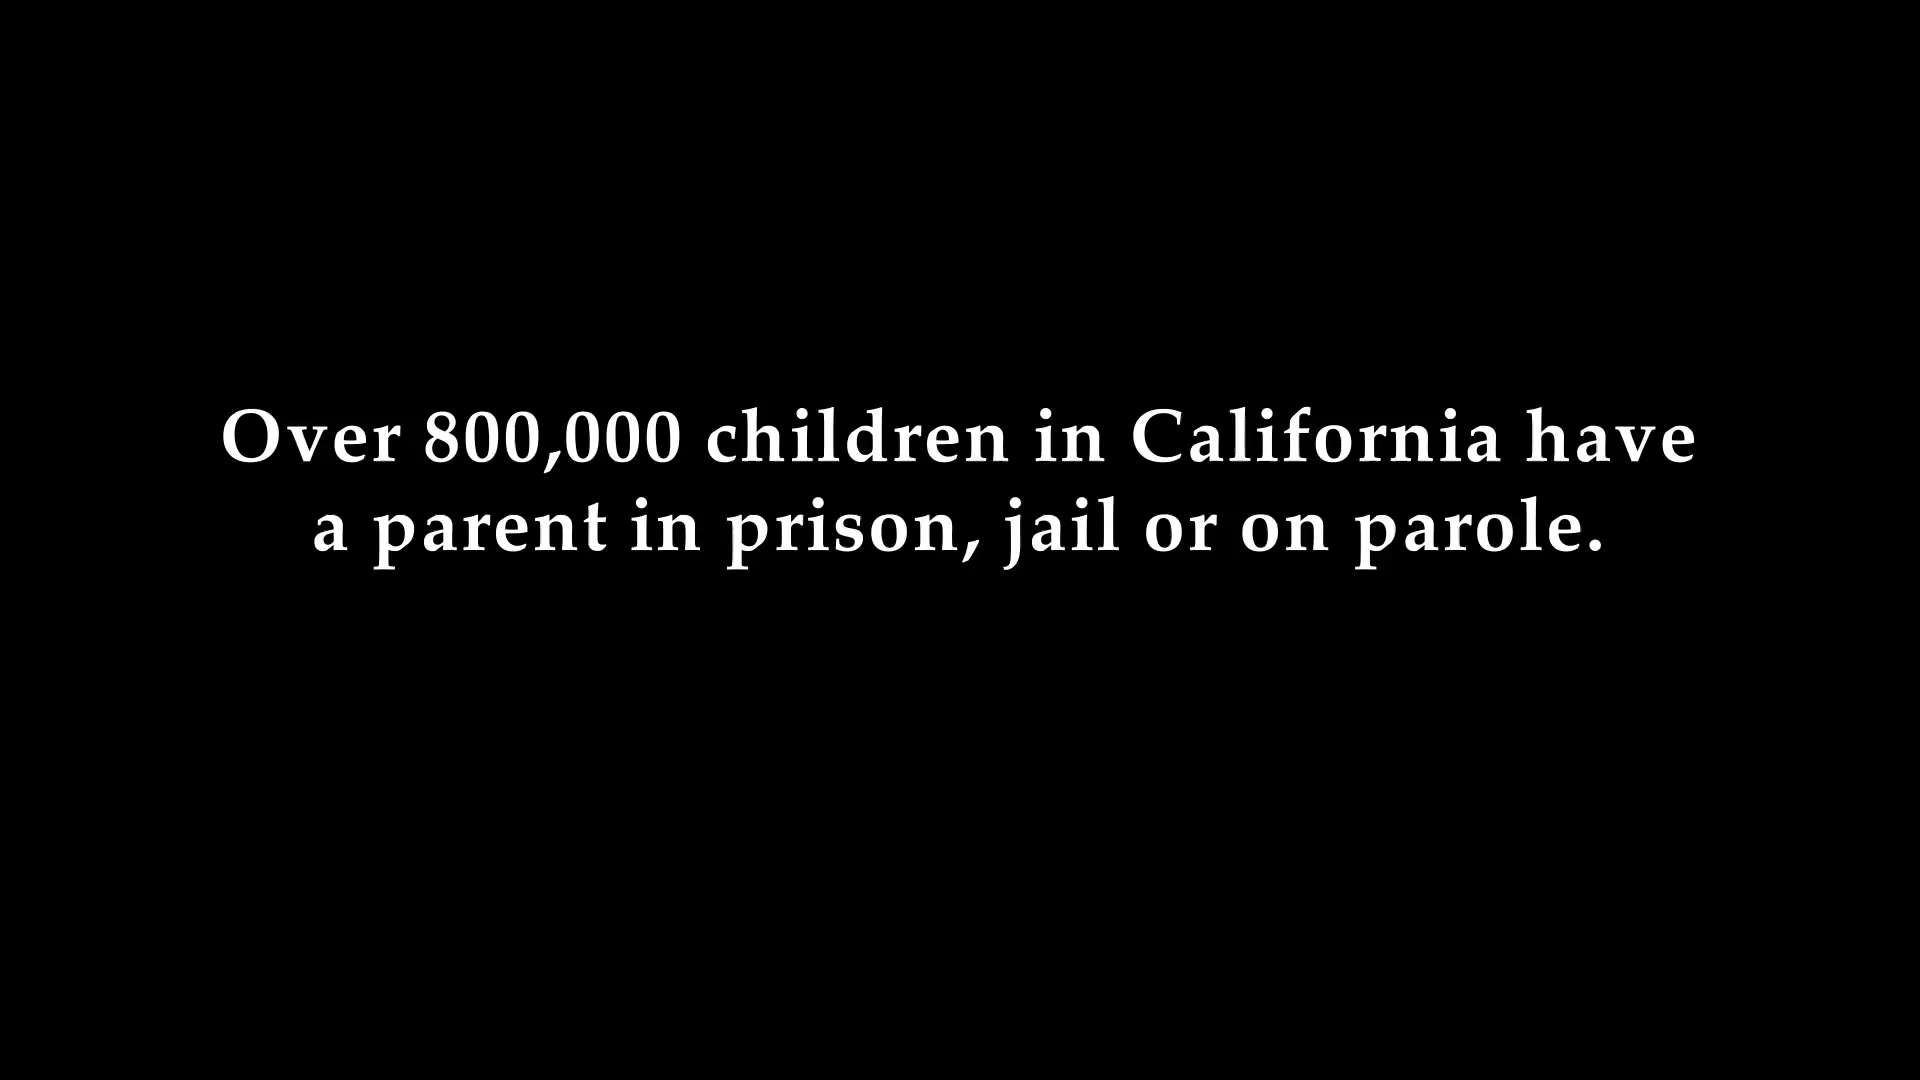 Over 800,000 children in California have
a parent in prison, jail or on parole.